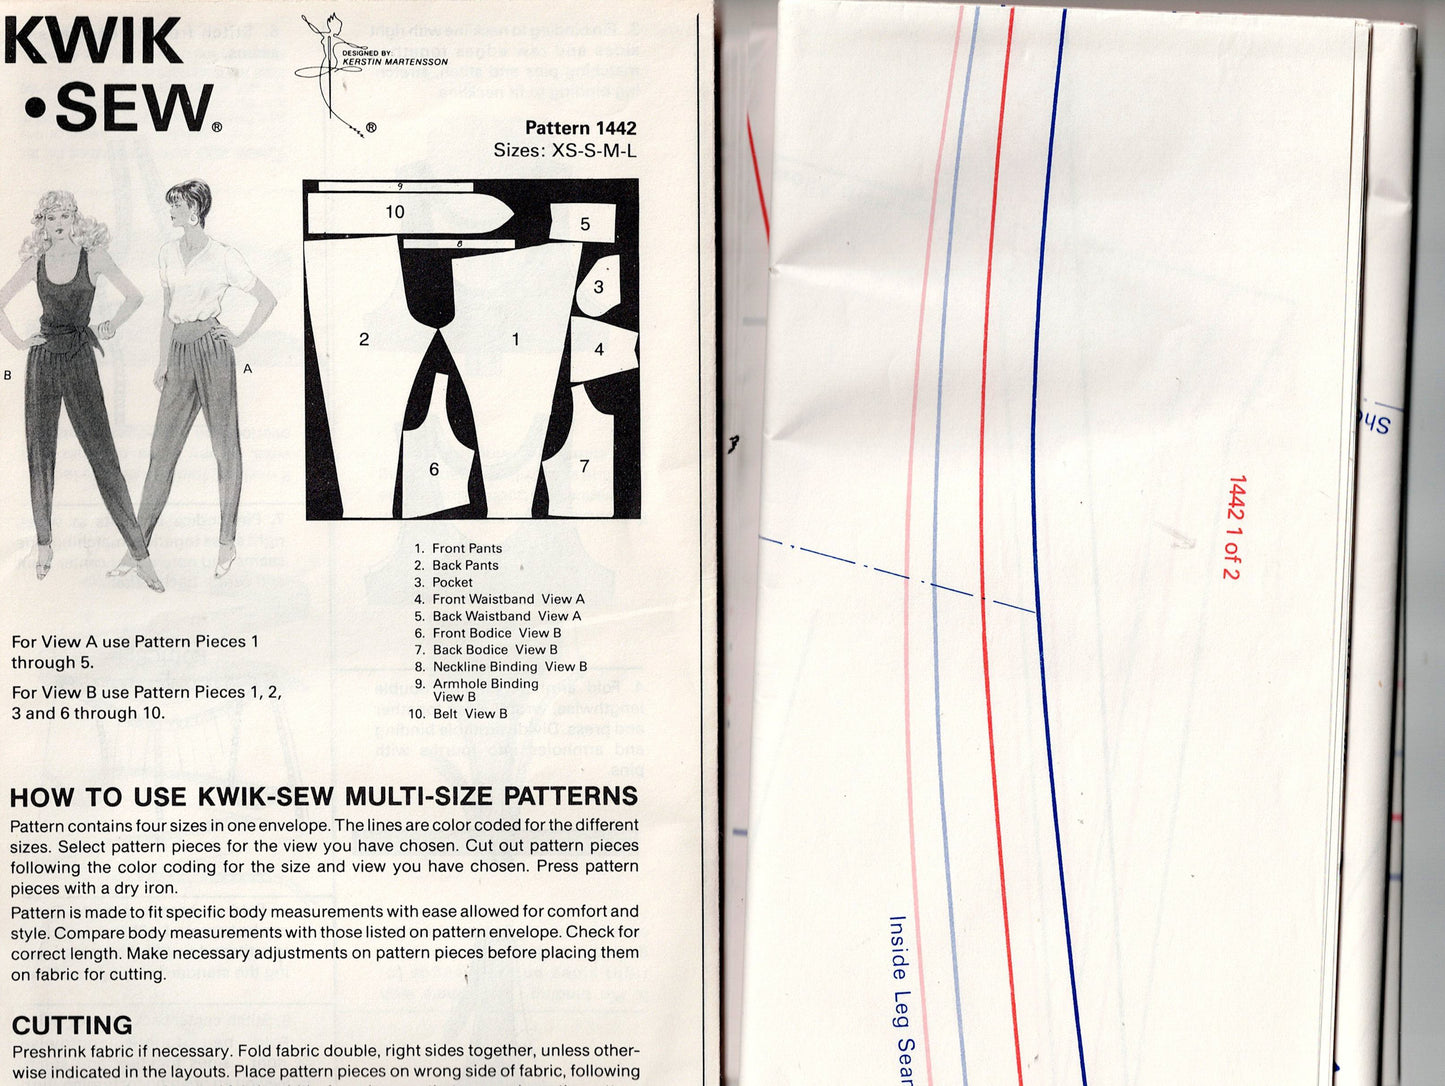 KWIK
•SEW®
DESIGNED BY:
KERSTIN MARTENSSON
®
Pattern 1442
Sizes: XS-S-M-L
9
10
5
8
3
2
1
4
6
7
B
A
1. Front Pants
2. Back Pants
3. Pocket
4. Front Waistband View A
5. Back Waistband View A
6. Front Bodice View B
7. Back Bodice View B
8. Neckline Binding View B
9. Armhole Binding
View B
10. Belt View B
For View A use Pattern Pieces 1
through 5.
For View B use Pattern Pieces 1, 2,
3 and 6 through 10.
HOW TO USE KWIK-SEW MULTI-SIZE PATTERNS
Pattern contains four sizes in one envelope. The lines are color coded for the different
sizes. Select pattern pieces for the view you have chosen. Cut out pattern pieces
following the color coding for the size and view you have chosen. Press pattern
pieces with a dry iron.
Pattern is made to fit specific body measurements with ease allowed for comfort and
style. Compare body measurements with those listed on pattern envelope. Check for
correct length. Make necessary adjustments on pattern pieces before placing them
on fabric for cutting.
CUTTING
Preshrink fabric if necessary. Fold fabric double, right sides together, unless other-
wise indicated in the layouts. Place pattern pieces on wrong side of fabric, following
1442 1 of 2
Inside Leg Seam